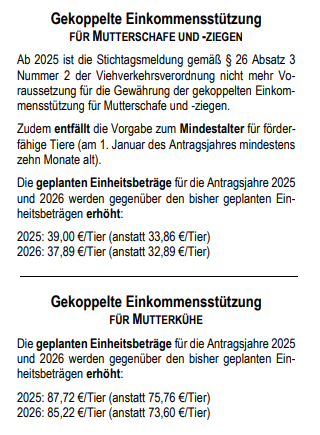 Gekoppelte Einkommensstützung
FÜR MUTTERSCHAFE UND -ZIEGEN
Ab 2025 ist die Stichtagsmeldung gemäß § 26 Absatz 3
Nummer 2 der Viehverkehrsverordnung nicht mehr Vo-
raussetzung für die Gewährung der gekoppelten Einkom-
mensstützung für Mutterschafe und -ziegen.
Zudem entfällt die Vorgabe zum Mindestalter für förder-
fähige Tiere (am 1. Januar des Antragsjahres mindestens
zehn Monate alt).
Die geplanten Einheitsbeträge für die Antragsjahre 2025
und 2026 werden gegenüber den bisher geplanten Ein-
heitsbeträgen erhöht:
2025: 39,00 €/Tier (anstatt 33,86 €/Tier)
2026: 37,89 €/Tier (anstatt 32,89 €/Tier)
Gekoppelte Einkommensstützung
FÜR MUTTERKÜHE
Die geplanten Einheitsbeträge für die Antragsjahre 2025
und 2026 werden gegenüber den bisher geplanten Ein-
heitsbeträgen erhöht:
2025: 87,72 €/Tier (anstatt 75,76 €/Tier)
2026: 85,22 €/Tier (anstatt 73,60 €/Tier)